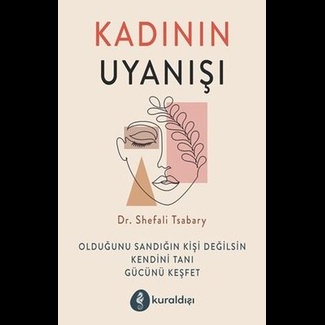 KADININ
UYANIŞI
Dr. Shefali Tsabary
OLDUĞUNU SANDIĞIN KİŞİ DEĞİLSİN
KENDİNİ TANI
GÜCÜNÜ KEŞFET
kuraldışı